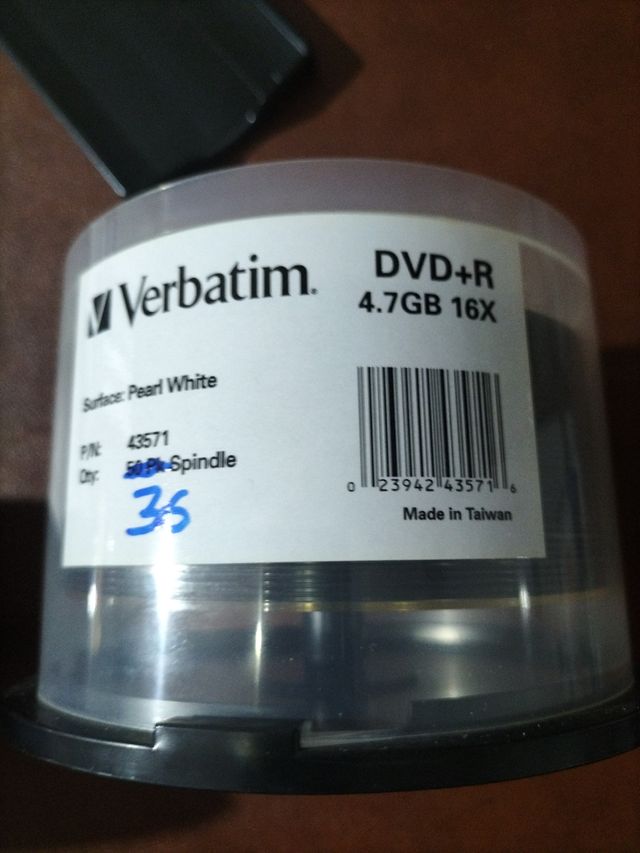 Verbatim.
DVD+R
4.7GB 16X
Surface: Pearl White
P/N: 43571
Qty: 50 Pk Spindle
36
0 23942 43571 6
Made in Taiwan